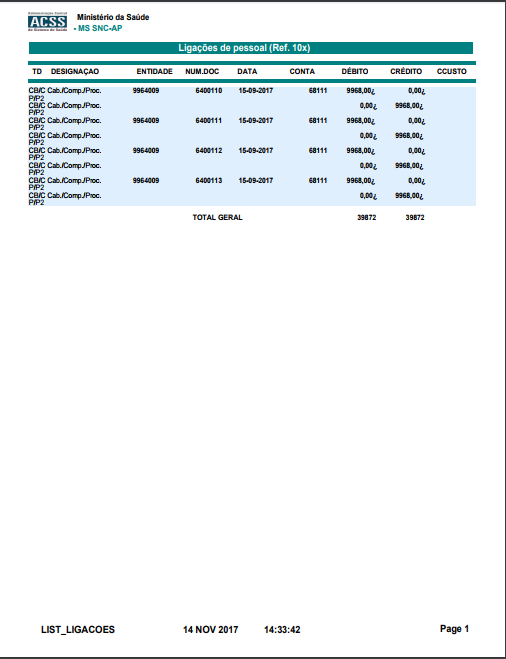 ACSS
Ministério da Saúde
- MS SNC-AP
Ligações de pessoal (Ref. 10x)
TD DESIGNAÇAO ENTIDADE NUM.DOC DATA CONTA DÉBITO CRÉDITO CCUSTO
CB/C Cab./Comp./Proc. 9964009 6400110 15-09-2017 68111 9968,00¿ 0,00¿
P/P2
CB/C Cab./Comp./Proc. 0,00¿ 9968,00¿
P/P2
CB/C Cab./Comp./Proc. 9964009 6400111 15-09-2017 68111 9968,00¿ 0,00¿
P/P2
CB/C Cab./Comp./Proc. 0,00¿ 9968,00¿
P/P2
CB/C Cab./Comp./Proc. 9964009 6400112 15-09-2017 68111 9968,00¿ 0,00¿
P/P2
CB/C Cab./Comp./Proc. 0,00¿ 9968,00¿
P/P2
CB/C Cab./Comp./Proc. 9964009 6400113 15-09-2017 68111 9968,00¿ 0,00¿
P/P2
CB/C Cab./Comp./Proc. 0,00¿ 9968,00¿
P/P2
TOTAL GERAL 39872 39872
LIST_LIGACOES 14 NOV 2017 14:33:42 Page 1